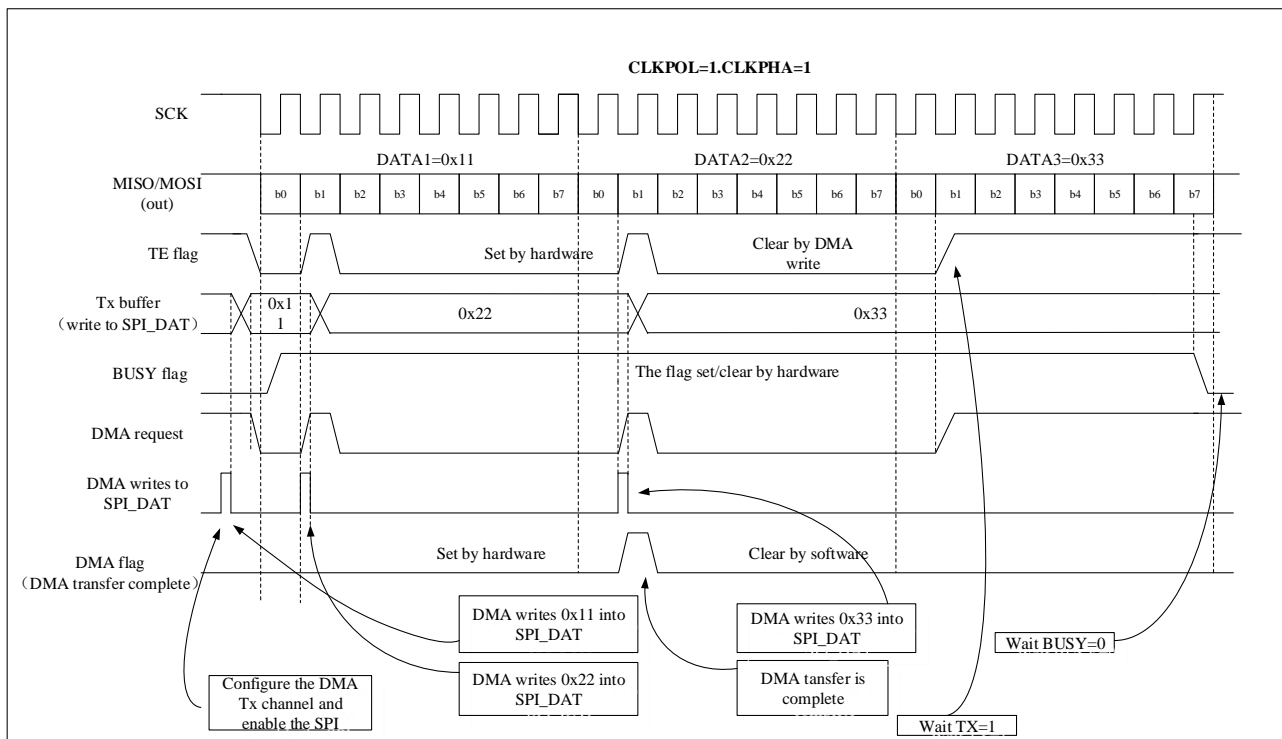 CLKPOL=1.CLKPHA=1
SCK
DATA1=0x11
DATA2=0x22
DATA3=0x33
MISO/MOSI
(out)
b0 b1 b2 b3 b4 b5 b6 b7 b0 b1 b2 b3 b4 b5 b6 b7 b0 b1 b2 b3 b4 b5 b6 b7
TE flag
Set by hardware
Clear by DMA
write
Tx buffer
（write to SPI_DAT）
0x1
1
0x22
0x33
BUSY flag
The flag set/clear by hardware
DMA request
DMA writes to
SPI_DAT
DMA flag
（DMA transfer complete）
Set by hardware
Clear by software
DMA writes 0x11 into
SPI_DAT
DMA writes 0x33 into
SPI_DAT
Wait BUSY=0
Configure the DMA
Tx channel and
enable the SPI
DMA writes 0x22 into
SPI_DAT
DMA tansfer is
complete
Wait TX=1